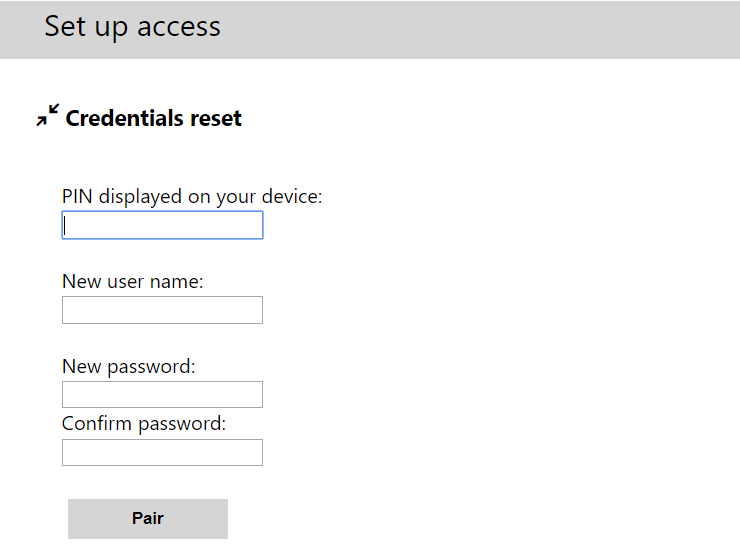 Set up access
Credentials reset
PIN displayed on your device:
New user name:
New password:
Confirm password:
Pair